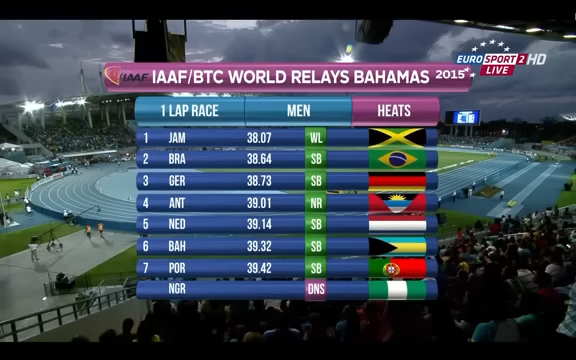 EUROSPORT 2 HD
LIVE
IAAF IAAF/BTC WORLD RELAYS BAHAMAS 2015
1 LAP RACE MEN HEATS
1 JAM 38.07 WL
2 BRA 38.64 SB
3 GER 38.73 SB
4 ANT 39.01 NR
5 NED 39.14 SB
6 BAH 39.32 SB
7 POR 39.42 SB
NGR DNS